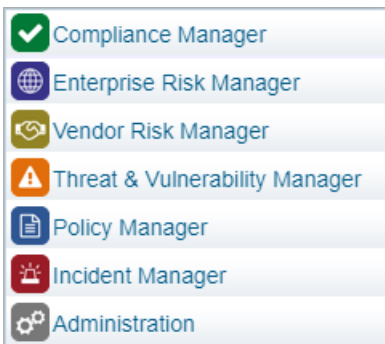 Compliance Manager
Enterprise Risk Manager
Vendor Risk Manager
Threat & Vulnerability Manager
Policy Manager
Incident Manager
Administration